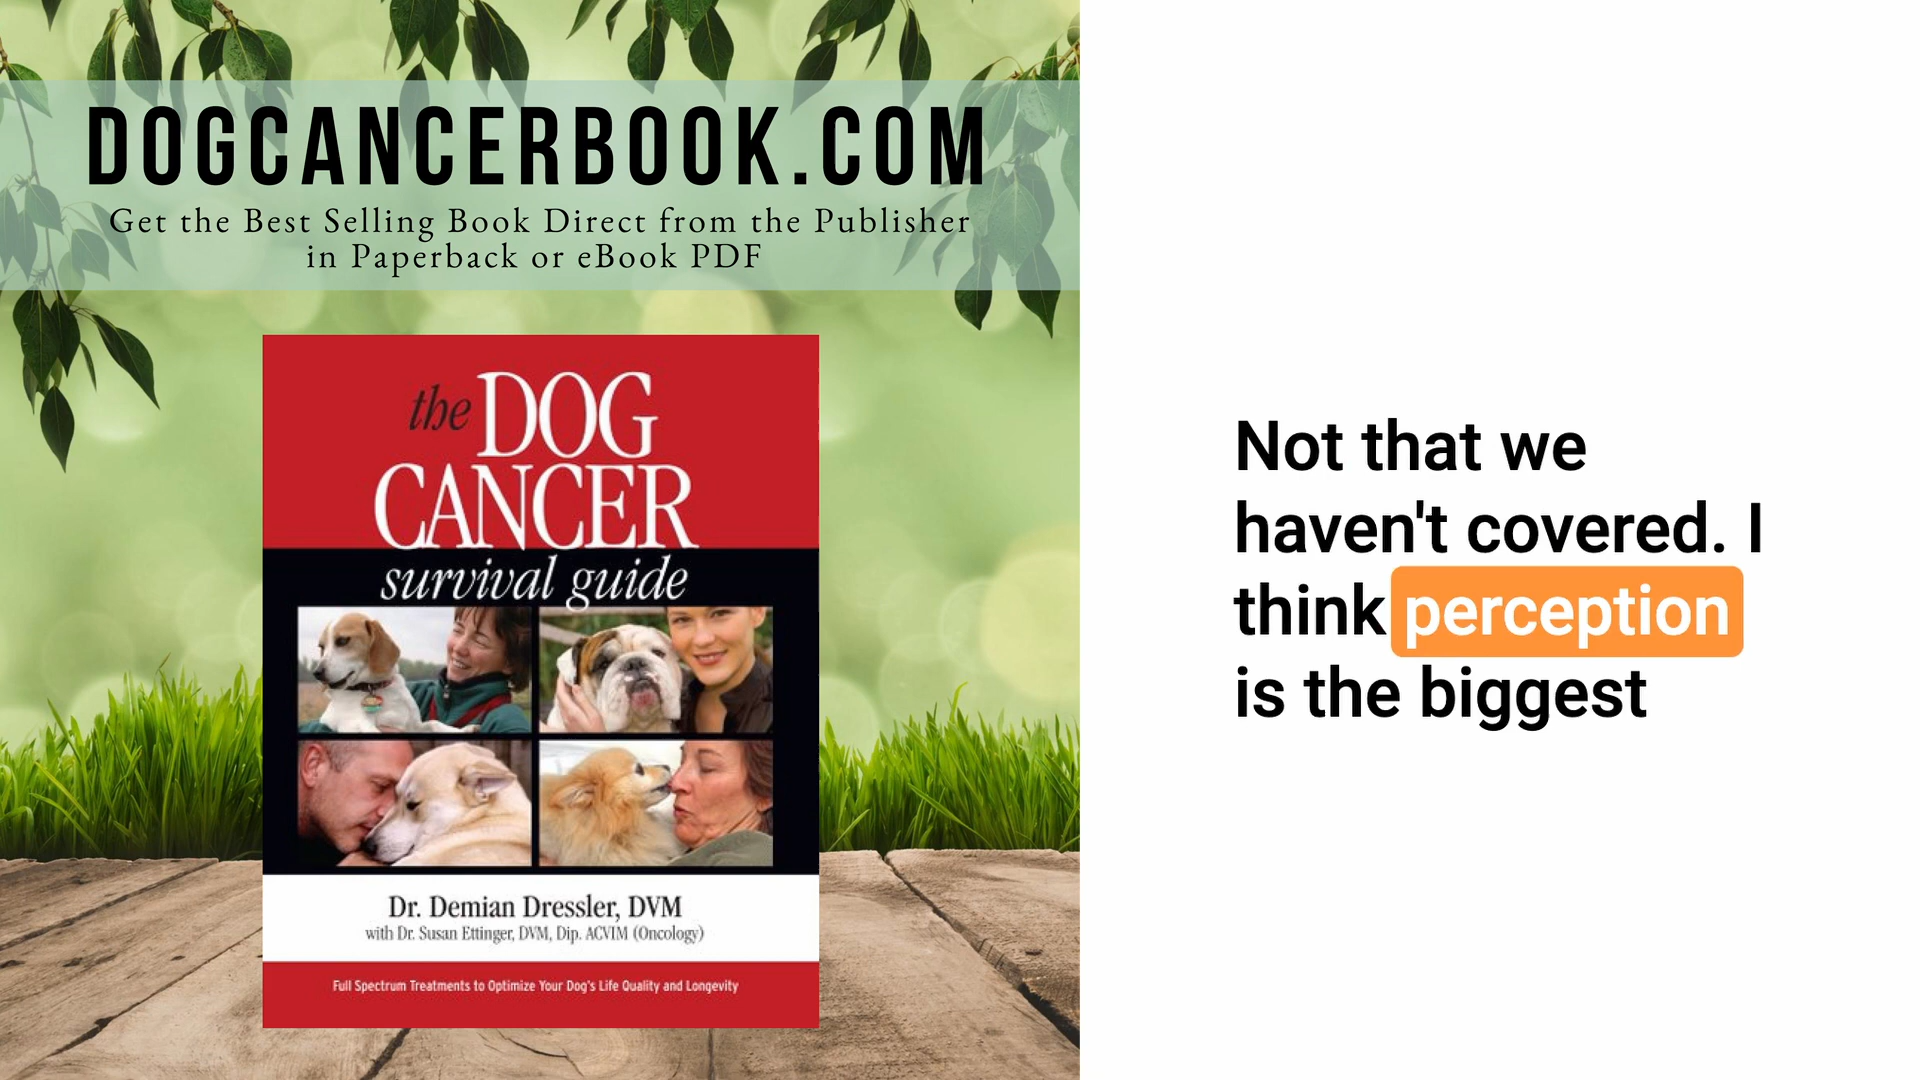 DOGCANCERBOOK.COM
Get the Best Selling Book Direct from the Publisher
in Paperback or eBook PDF
the DOG
CANCER
survival guide
Dr. Demian Dressler, DVM
with Dr. Susan Ettinger, DVM, Dip. ACVIM (Oncology)
Full Spectrum Treatments to Optimize Your Dog's Life Quality and Longevity
Not that we
haven't covered. I
think perception
is the biggest